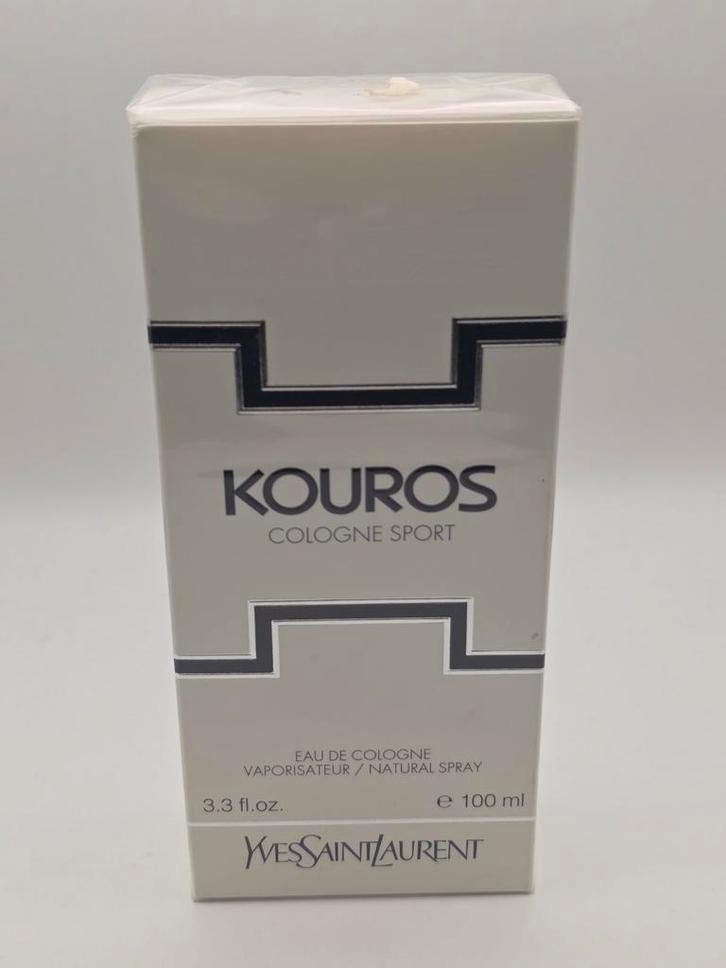 KOUROS
COLOGNE SPORT
EAU DE COLOGNE
VAPORISATEUR / NATURAL SPRAY
3.3 fl.oz. ℮ 100 ml
YVESSAINTLAURENT